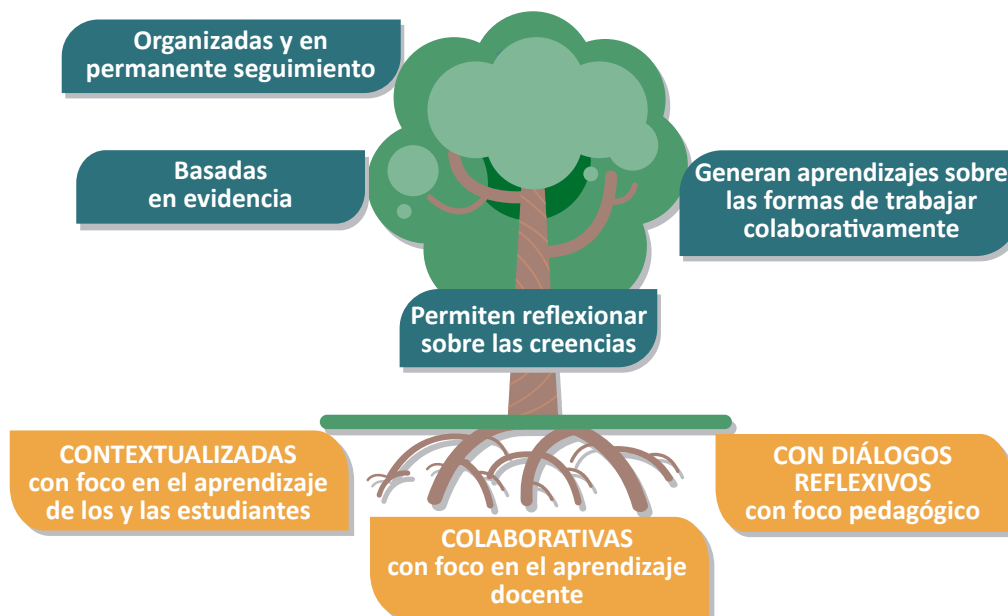 Organizadas y en
permanente seguimiento
Basadas
en evidencia
Generan aprendizajes sobre
las formas de trabajar
colaborativamente
Permiten reflexionar
sobre las creencias
CONTEXTUALIZADAS
con foco en el aprendizaje
de los y las estudiantes
COLABORATIVAS
con foco en el aprendizaje
docente
CON DIÁLOGOS
REFLEXIVOS
con foco pedagógico